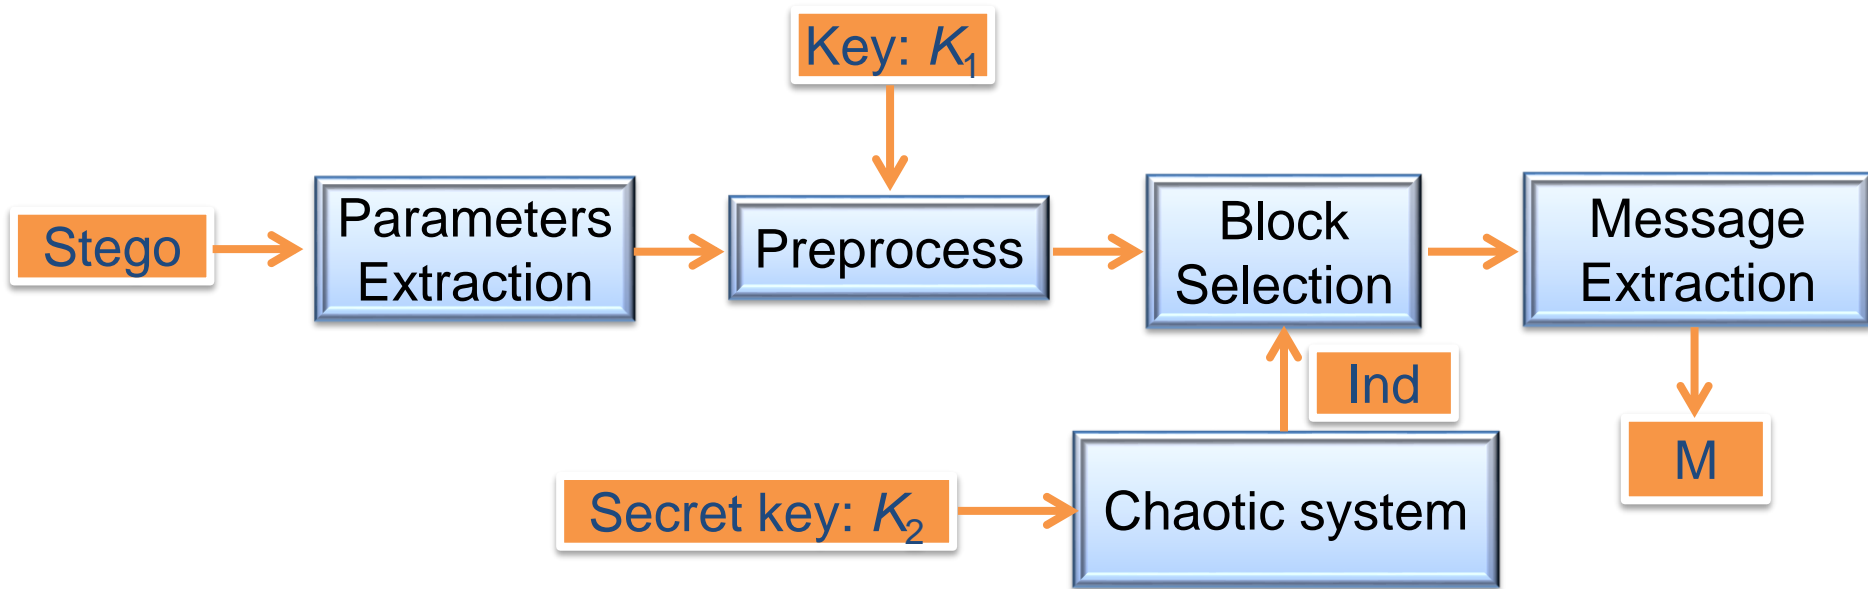 Key: K1
Stego
Parameters
Extraction
Preprocess
Block
Selection
Message
Extraction
Ind
M
Secret key: K2
Chaotic system